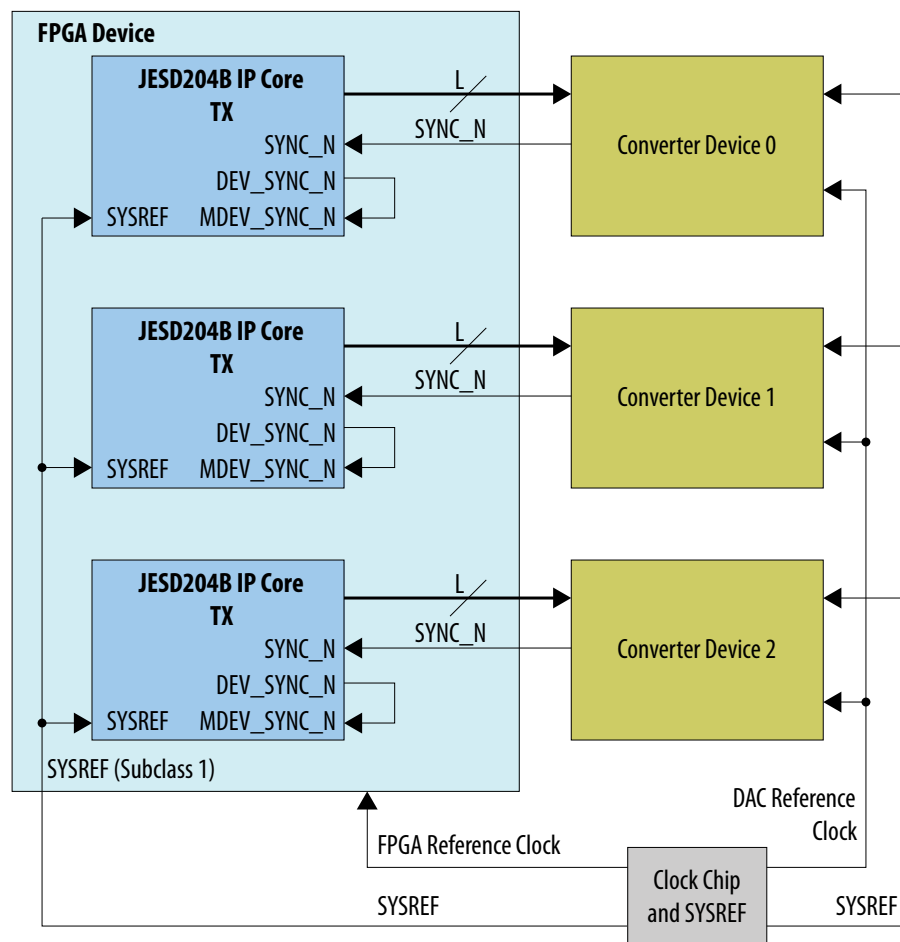 FPGA Device
JESD204B IP Core
TX
L
SYNC_N
SYNC_N
DEV_SYNC_N
SYSREF
MDEV_SYNC_N
Converter Device 0
JESD204B IP Core
TX
L
SYNC_N
SYNC_N
DEV_SYNC_N
SYSREF
MDEV_SYNC_N
Converter Device 1
JESD204B IP Core
TX
L
SYNC_N
SYNC_N
DEV_SYNC_N
SYSREF
MDEV_SYNC_N
Converter Device 2
SYSREF (Subclass 1)
DAC Reference
Clock
FPGA Reference Clock
Clock Chip
and SYSREF
SYSREF
SYSREF